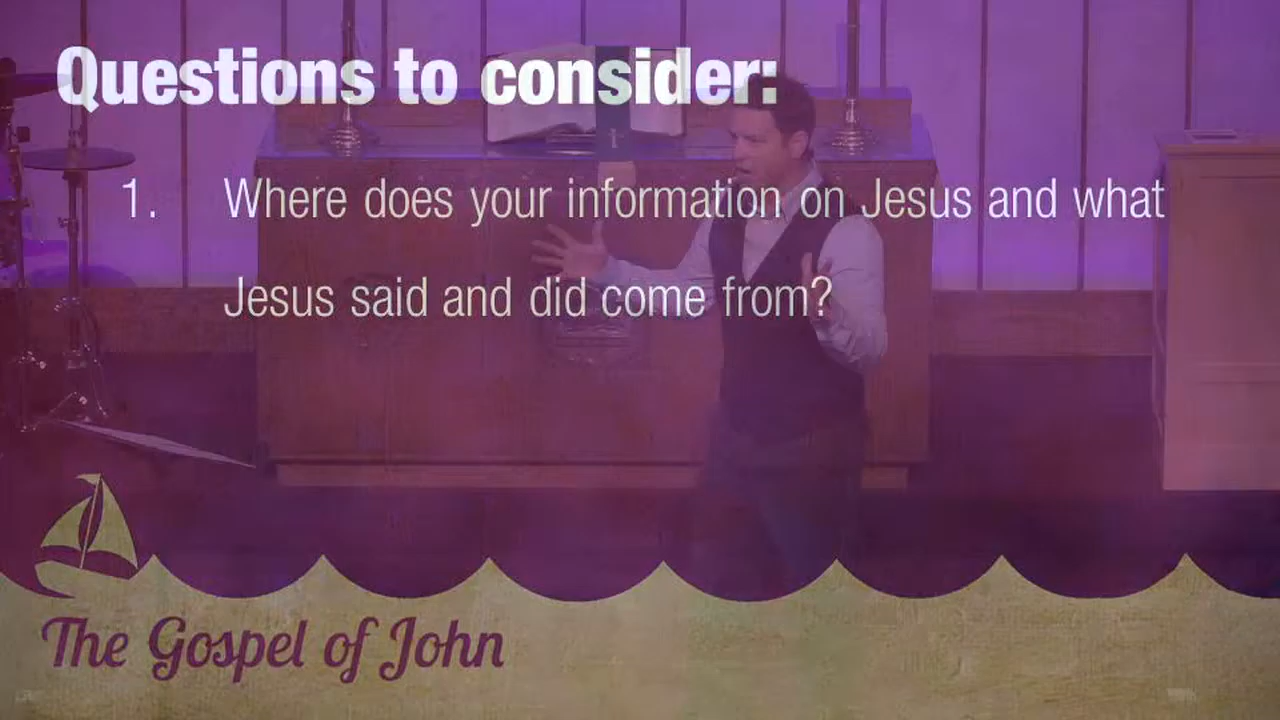 Questions to consider:
1. Where does your information on Jesus and what
Jesus said and did come from?
The Gospel of John